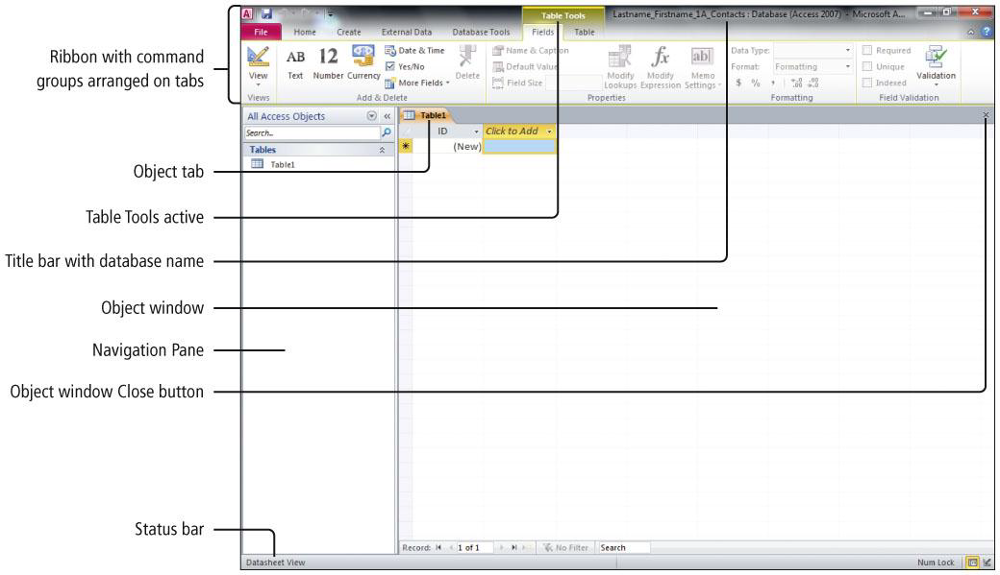 Table Tools Lastname_Firstname_1A_Contacts : Database (Access 2007) - Microsoft A...
File Home Create External Data Database Tools Fields Table
Ribbon with command
groups arranged on tabs
View
Views
AB
Text
12
Number
Currency
Date & Time
Yes/No
More Fields
Delete
Add & Delete
Name & Caption
Default Value
Field Size
Modify
Lookups
fx
Modify
Expression
ab|
Memo
Settings
Properties
Data Type:
Format: Formatting
$ % , .00 .00
Formatting
Required
Unique
Indexed
Validation
Field Validation
All Access Objects «
Search...
Tables
Table1
Table1
ID Click to Add
(New)
Object tab
Table Tools active
Title bar with database name
Object window
Navigation Pane
Object window Close button
Status bar
Record: 1 of 1 No Filter Search
Datasheet View Num Lock